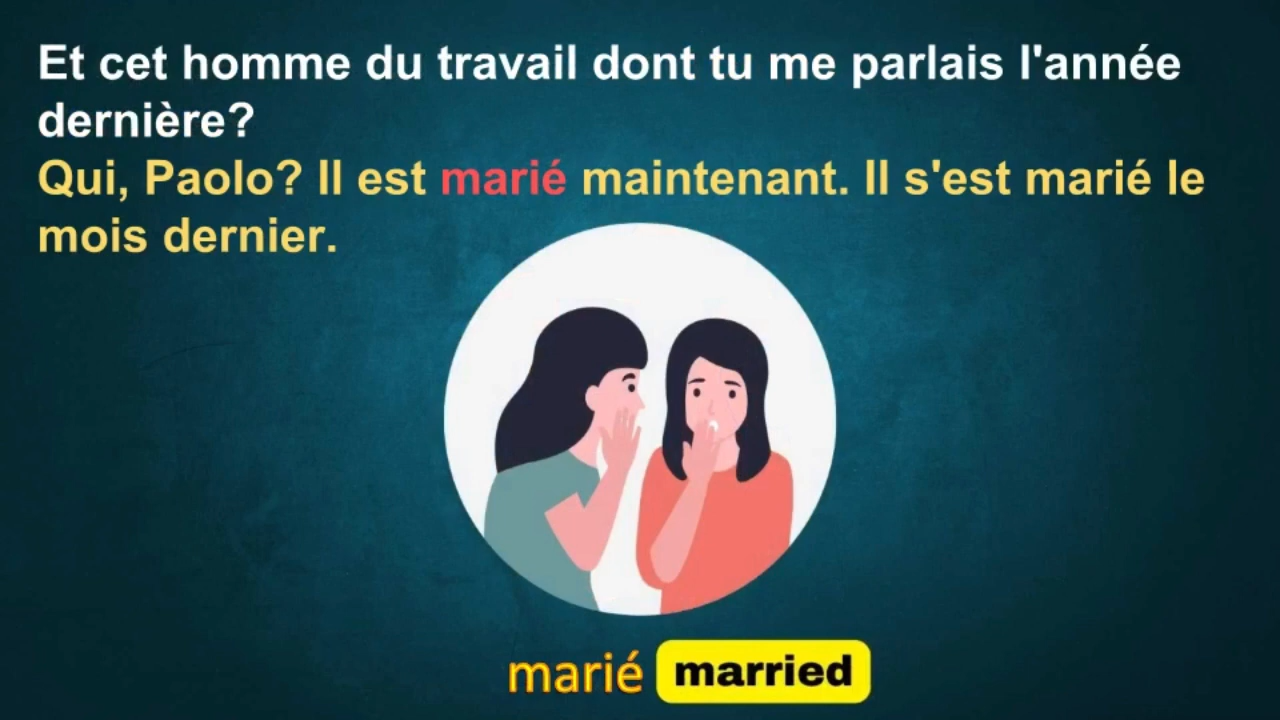 Et cet homme du travail dont tu me parlais l'année
dernière?
Qui, Paolo? Il est marié maintenant. Il s'est marié le
mois dernier.
marié married